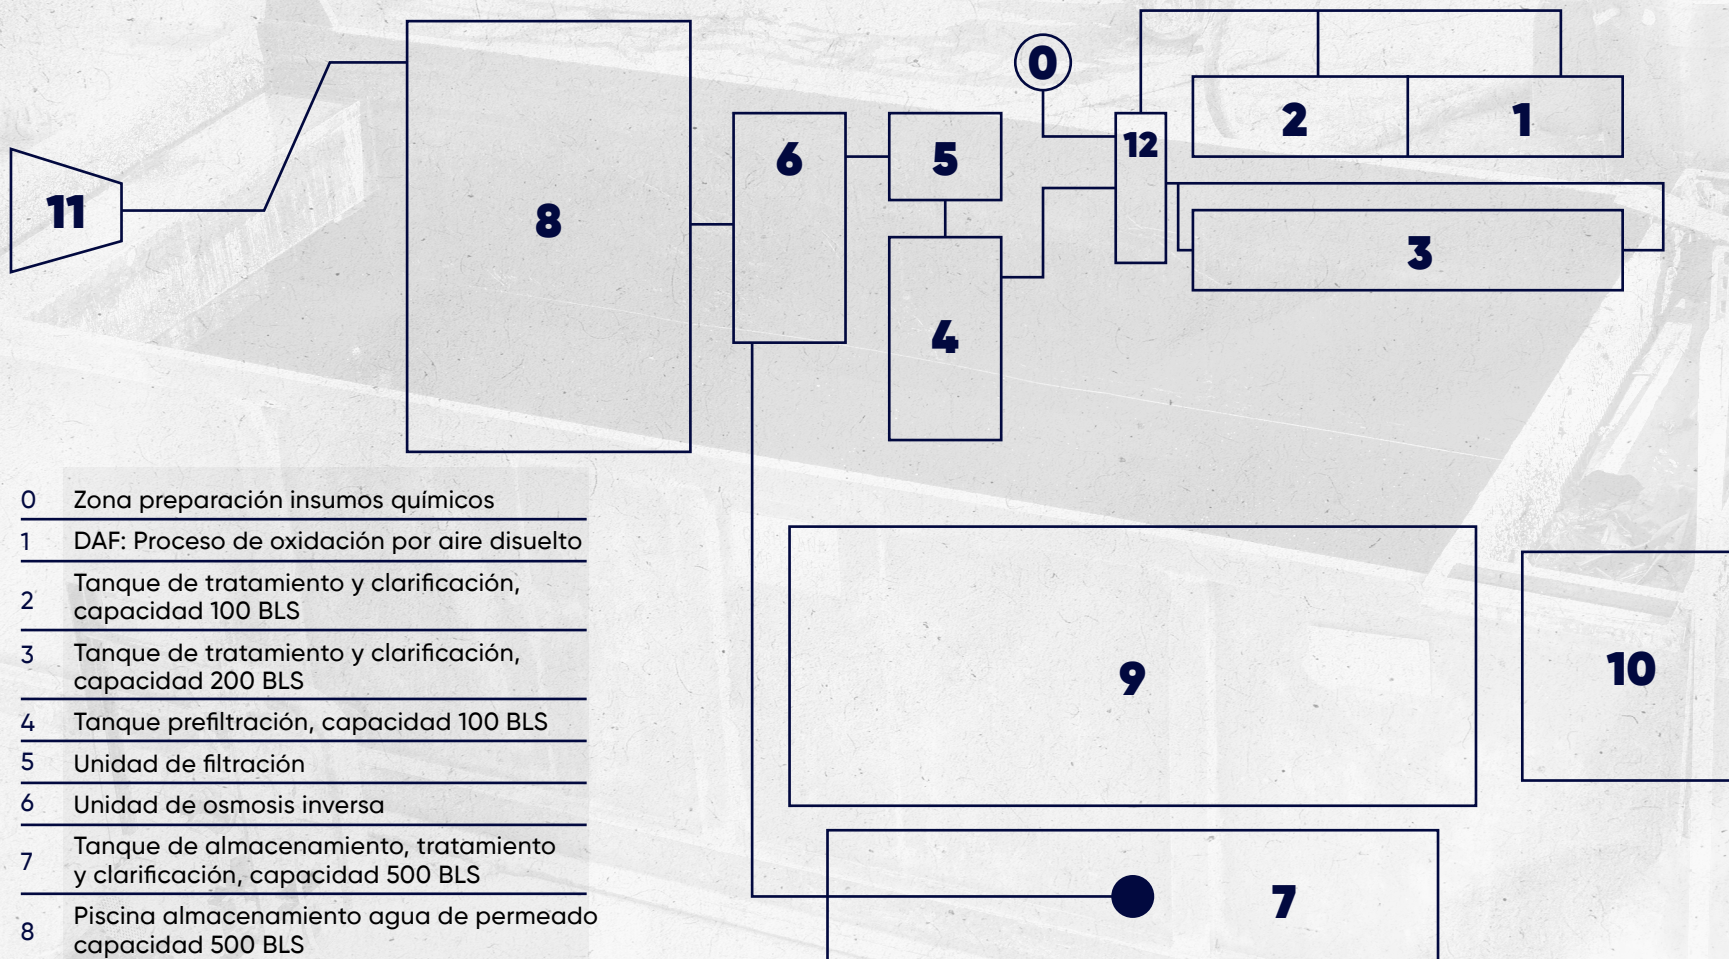 0
12
2
1
6
5
11
8
3
4
9
10
7
0 Zona preparación insumos químicos
1 DAF: Proceso de oxidación por aire disuelto
2 Tanque de tratamiento y clarificación,
capacidad 100 BLS
3 Tanque de tratamiento y clarificación,
capacidad 200 BLS
4 Tanque prefiltración, capacidad 100 BLS
5 Unidad de filtración
6 Unidad de osmosis inversa
7 Tanque de almacenamiento, tratamiento
y clarificación, capacidad 500 BLS
8 Piscina almacenamiento agua de permeado
capacidad 500 BLS